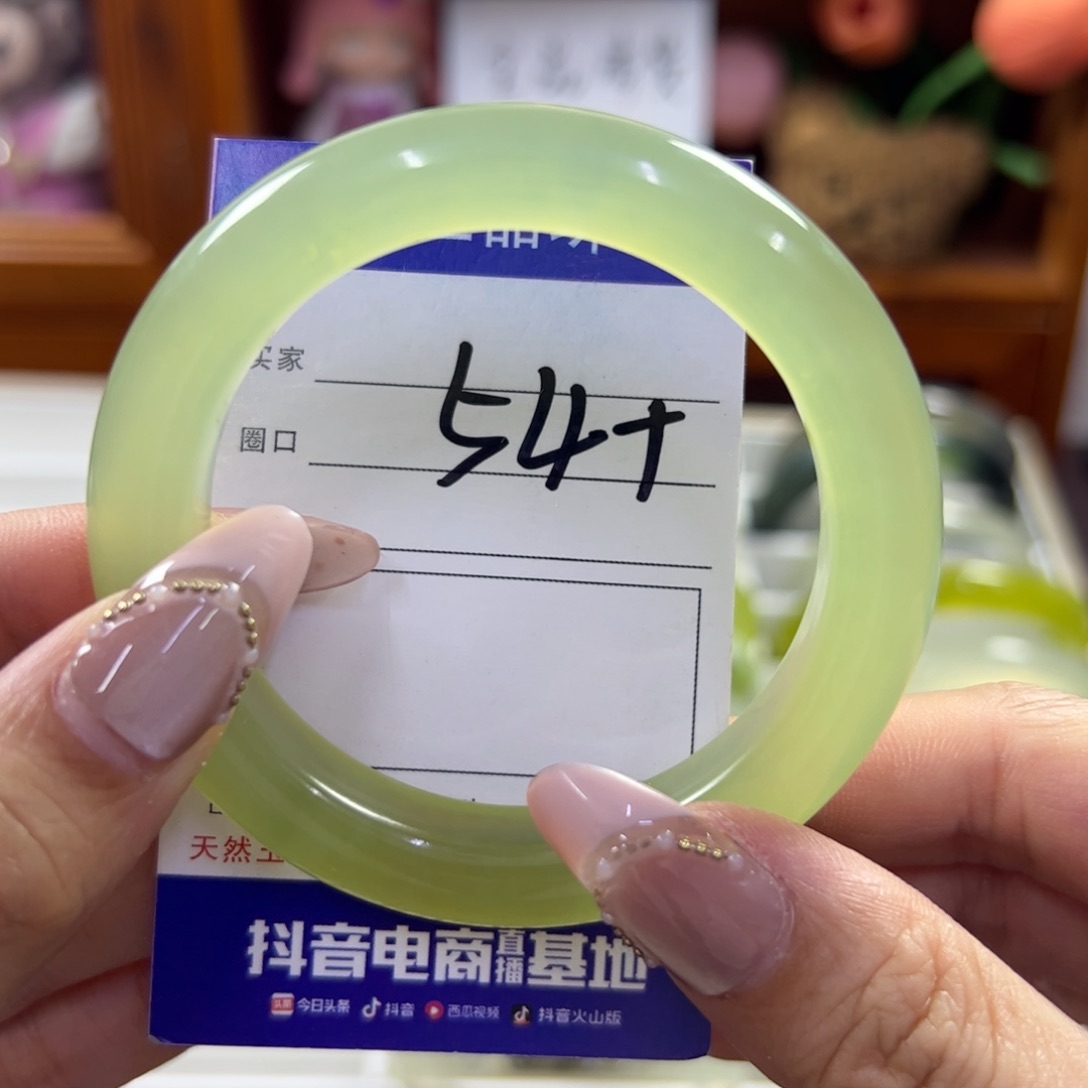 买家
圈口
54+
天然玉
抖音电商直播基地
今日头条 抖音 西瓜视频 抖音火山版